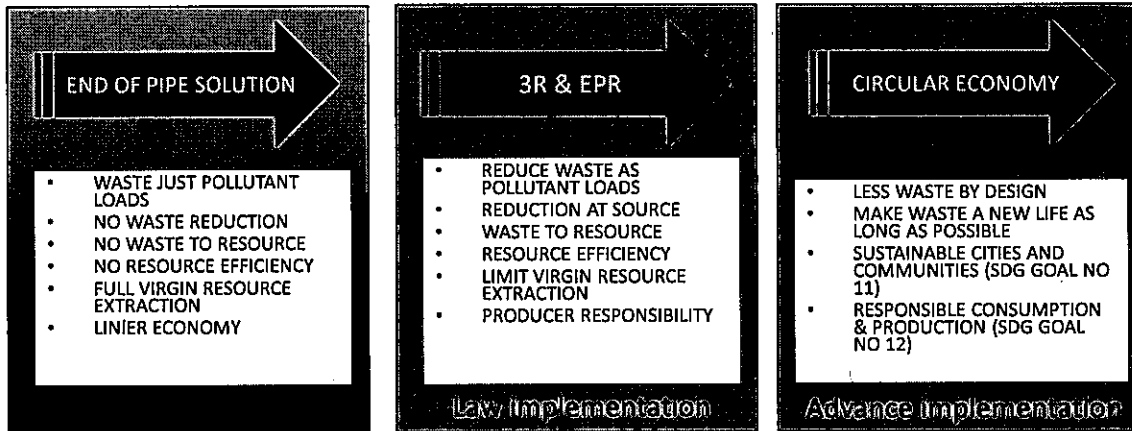 END OF PIPE SOLUTION
• WASTE JUST POLLUTANT
LOADS
• NO WASTE REDUCTION
• NO WASTE TO RESOURCE
• NO RESOURCE EFFICIENCY
• FULL VIRGIN RESOURCE
EXTRACTION
• LINIER ECONOMY
3R & EPR
• REDUCE WASTE AS
POLLUTANT LOADS
• REDUCTION AT SOURCE
• WASTE TO RESOURCE
• RESOURCE EFFICIENCY
• LIMIT VIRGIN RESOURCE
EXTRACTION
• PRODUCER RESPONSIBILITY
Law implementation
CIRCULAR ECONOMY
• LESS WASTE BY DESIGN
• MAKE WASTE A NEW LIFE AS
LONG AS POSSIBLE
• SUSTAINABLE CITIES AND
COMMUNITIES (SDG GOAL NO
11)
• RESPONSIBLE CONSUMPTION
& PRODUCTION (SDG GOAL
NO 12)
Advance implementation